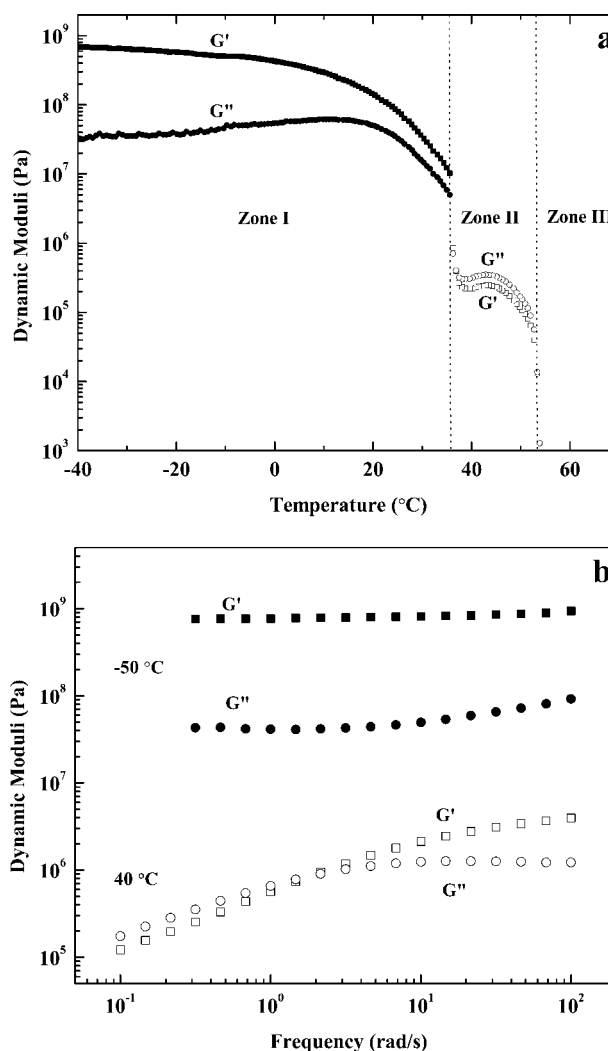 a
G'
G"
Zone I
Zone II
Zone III
G"
G'
Dynamic Moduli (Pa)
10⁹
10⁸
10⁷
10⁶
10⁵
10⁴
10³
-40
-20
0
20
40
60
Temperature (°C)
b
G'
-50 °C
G"
G'
40 °C
G"
Dynamic Moduli (Pa)
10⁹
10⁸
10⁷
10⁶
10⁵
10⁻¹
10⁰
10¹
10²
Frequency (rad/s)